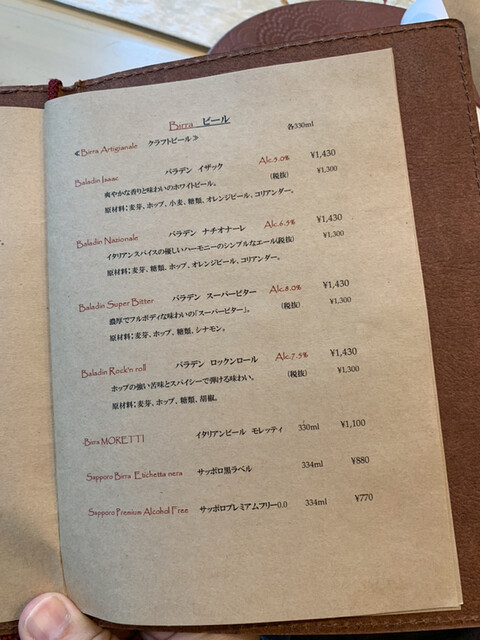 Birra ビール
≪Birra Artigianale クラフトビール≫ 各330ml
Baladin Isaac バラデン イザック Alc.5.0% ¥1,430
爽やかな香りと味わいのホワイトビール。 (税抜) ¥1,300
原材料;麦芽、ホップ、小麦、糖類、オレンジピール、コリアンダー。
Baladin Nazionale バラデン ナチオナーレ Alc.6.5% ¥1,430
イタリアンスパイスの優しいハーモニーのシンプルなエール(税抜) ¥1,300
原材料;麦芽、糖類、ホップ、オレンジピール、コリアンダー。
Baladin Super Bitter バラデン スーパービター Alc.8.0% ¥1,430
濃厚でフルボディな味わいの「スーパービター」。 (税抜) ¥1,300
原材料;麦芽、ホップ、糖類、シナモン。
Baladin Rock'n roll バラデン ロックンロール Alc.7.5% ¥1,430
ホップの強い苦味とスパイシーで弾ける味わい。 (税抜) ¥1,300
原材料;麦芽、ホップ、糖類、胡椒。
Birra MORETTI イタリアンビール モレッティ 330ml ¥1,100
Sapporo Birra Etichetta nera サッポロ黒ラベル 334ml ¥880
Sapporo Premium Alcohol Free サッポロプレミアムフリー0.0 334ml ¥770